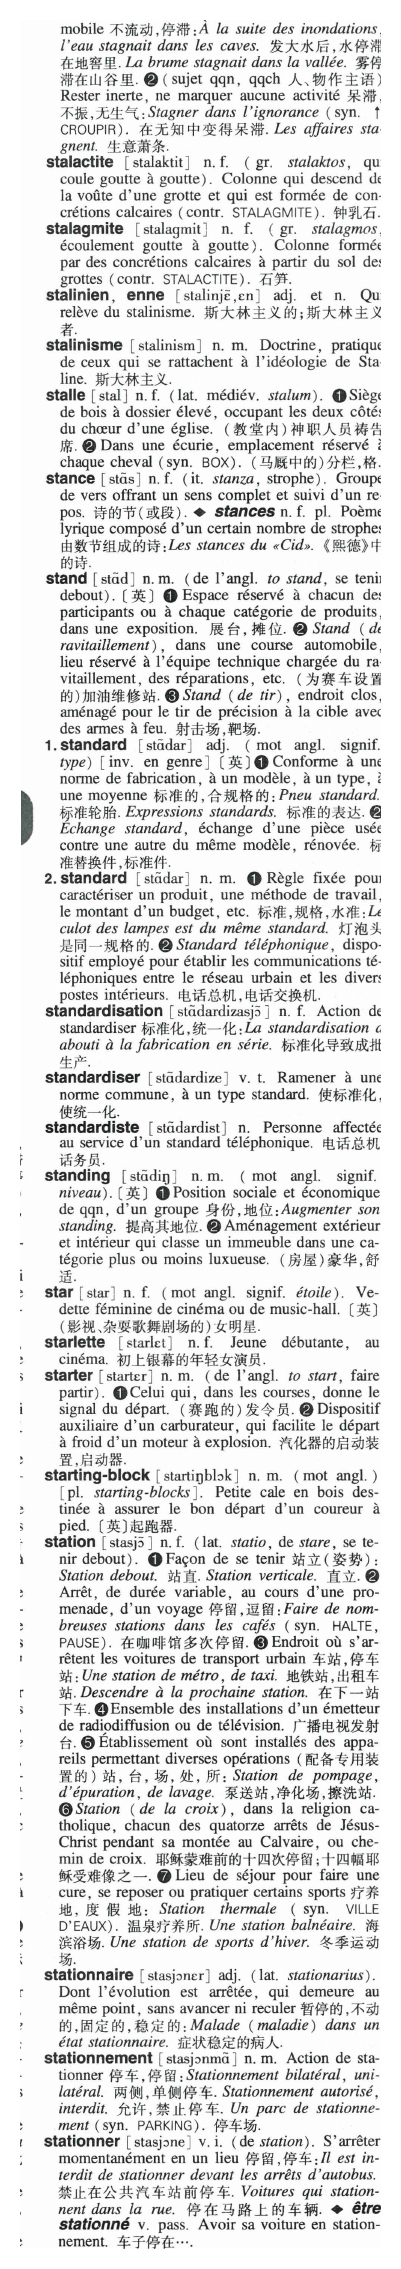 mobile 不流动,停滞:À la suite des inondations,
l'eau stagnait dans les caves. 发大水后,水停滞
在地窖里. La brume stagnait dans la vallée. 雾停
滞在山谷里. ❷ (sujet qqn, qqch 人、物作主语)
Rester inerte, ne marquer aucune activité 呆滞,
不振,无生气:Stagner dans l'ignorance (syn. ↑
CROUPIR). 在无知中变得呆滞. Les affaires sta-
gnent. 生意萧条.
stalactite [stalaktit] n. f. ( gr. stalaktos, qui
coule goutte à goutte). Colonne qui descend de
la voûte d'une grotte et qui est formée de con-
crétions calcaires (contr. STALAGMITE). 钟乳石.
stalagmite [stalagmit] n. f. ( gr. stalagmos,
écoulement goutte à goutte). Colonne formée
par des concrétions calcaires à partir du sol des
grottes (contr. STALACTITE). 石笋.
stalinien, enne [stalinjɛ̃,ɛn] adj. et n. Qui
relève du stalinisme. 斯大林主义的;斯大林主义
者.
stalinisme [stalinism] n. m. Doctrine, pratique
de ceux qui se rattachent à l'idéologie de Sta-
line. 斯大林主义.
stalle [stal] n. f. (lat. médiév. stalum). ❶Siège
de bois à dossier élevé, occupant les deux côtés
du chœur d'une église. (教堂内)神职人员祷告
席. ❷ Dans une écurie, emplacement réservé à
chaque cheval (syn. BOX). (马厩中的)分栏,格.
stance [stɑ̃s] n. f. (it. stanza, strophe). Groupe
de vers offrant un sens complet et suivi d'un re-
pos. 诗的节(或段). ◆ stances n. f. pl. Poème
lyrique composé d'un certain nombre de strophes
由数节组成的诗:Les stances du «Cid». 《熙德》中
的诗.
stand [stɑ̃d] n. m. (de l'angl. to stand, se tenir
debout). 〔英〕 ❶ Espace réservé à chacun des
participants ou à chaque catégorie de produits,
dans une exposition. 展台,摊位. ❷ Stand (de
ravitaillement), dans une course automobile,
lieu réservé à l'équipe technique chargée du ra-
vitaillement, des réparations, etc. (为赛车设置
的)加油维修站. ❸ Stand (de tir), endroit clos,
aménagé pour le tir de précision à la cible avec
des armes à feu. 射击场,靶场.
1. standard [stɑ̃dar] adj. ( mot angl. signif.
type) [inv. en genre] 〔英〕❶ Conforme à une
norme de fabrication, à un modèle, à un type, à
une moyenne 标准的,合规格的:Pneu standard.
标准轮胎. Expressions standards. 标准的表达. ❷
Échange standard, échange d'une pièce usée
contre une autre du même modèle, rénovée. 标
准替换件,标准件.
2. standard [stɑ̃dar] n. m. ❶ Règle fixée pour
caractériser un produit, une méthode de travail,
le montant d'un budget, etc. 标准,规格,水准:Le
culot des lampes est du même standard. 灯泡头
是同一规格的. ❷ Standard téléphonique, dispo-
sitif employé pour établir les communications té-
léphoniques entre le réseau urbain et les divers
postes intérieurs. 电话总机,电话交换机.
standardisation [stɑ̃dardizasjɔ̃] n. f. Action de
standardiser 标准化,统一化:La standardisation a
abouti à la fabrication en série. 标准化导致成批
生产.
standardiser [stɑ̃dardize] v. t. Ramener à une
norme commune, à un type standard. 使标准化,
使统一化.
standardiste [stɑ̃dardist] n. Personne affectée
au service d'un standard téléphonique. 电话总机
话务员.
standing [stɑ̃diŋ] n. m. ( mot angl. signif.
niveau). 〔英〕 ❶ Position sociale et économique
de qqn, d'un groupe 身份,地位:Augmenter son
standing. 提高其地位. ❷ Aménagement extérieur
et intérieur qui classe un immeuble dans une ca-
tégorie plus ou moins luxueuse. (房屋)豪华,舒
适.
star [star] n. f. ( mot angl. signif. étoile). Ve-
dette féminine de cinéma ou de music-hall. 〔英〕
(影视、杂耍歌舞剧场的)女明星.
starlette [starlɛt] n. f. Jeune débutante, au
cinéma. 初上银幕的年轻女演员.
starter [startɛr] n. m. (de l'angl. to start, faire
partir). ❶Celui qui, dans les courses, donne le
signal du départ. (赛跑的)发令员. ❷ Dispositif
auxiliaire d'un carburateur, qui facilite le départ
à froid d'un moteur à explosion. 汽化器的启动装
置,启动器.
starting-block [startiŋblɔk] n. m. (mot angl.)
[pl. starting-blocks]. Petite cale en bois des-
tinée à assurer le bon départ d'un coureur à
pied. 〔英〕起跑器.
station [stasjɔ̃] n. f. (lat. statio, de stare, se te-
nir debout). ❶Façon de se tenir 站立(姿势):
Station debout. 站直. Station verticale. 直立. ❷
Arrêt, de durée variable, au cours d'une pro-
menade, d'un voyage 停留,逗留:Faire de nom-
breuses stations dans les cafés (syn. HALTE,
PAUSE). 在咖啡馆多次停留. ❸ Endroit où s'ar-
rêtent les voitures de transport urbain 车站,停车
站:Une station de métro, de taxi. 地铁站,出租车
站. Descendre à la prochaine station. 在下一站
下车. ❹Ensemble des installations d'un émetteur
de radiodiffusion ou de télévision. 广播电视发射
台. ❺ Établissement où sont installés des appa-
reils permettant diverses opérations (配备专用装
置的) 站, 台, 场, 处, 所: Station de pompage,
d'épuration, de lavage. 泵送站,净化场,擦洗站.
❻ Station (de la croix), dans la religion ca-
tholique, chacun des quatorze arrêts de Jésus-
Christ pendant sa montée au Calvaire, ou che-
min de croix. 耶稣蒙难前的十四次停留;十四幅耶
稣受难像之一. ❼ Lieu de séjour pour faire une
cure, se reposer ou pratiquer certains sports 疗养
地, 度 假 地: Station thermale ( syn. VILLE
D'EAUX). 温泉疗养所. Une station balnéaire. 海
滨浴场. Une station de sports d'hiver. 冬季运动
场.
stationnaire [stasjɔnɛr] adj. (lat. stationarius).
Dont l'évolution est arrêtée, qui demeure au
même point, sans avancer ni reculer 暂停的,不动
的,固定的,稳定的:Malade (maladie) dans un
état stationnaire. 症状稳定的病人.
stationnement [stasjɔnmɑ̃] n. m. Action de sta-
tionner 停车,停留:Stationnement bilatéral, uni-
latéral. 两侧,单侧停车. Stationnement autorisé,
interdit. 允许,禁止停车. Un parc de stationne-
ment (syn. PARKING). 停车场.
stationner [stasjɔne] v. i. (de station). S'arrêter
momentanément en un lieu 停留,停车:Il est in-
terdit de stationner devant les arrêts d'autobus.
禁止在公共汽车站前停车. Voitures qui station-
nent dans la rue. 停在马路上的车辆. ◆ être
stationné v. pass. Avoir sa voiture en station-
nement. 车子停在….